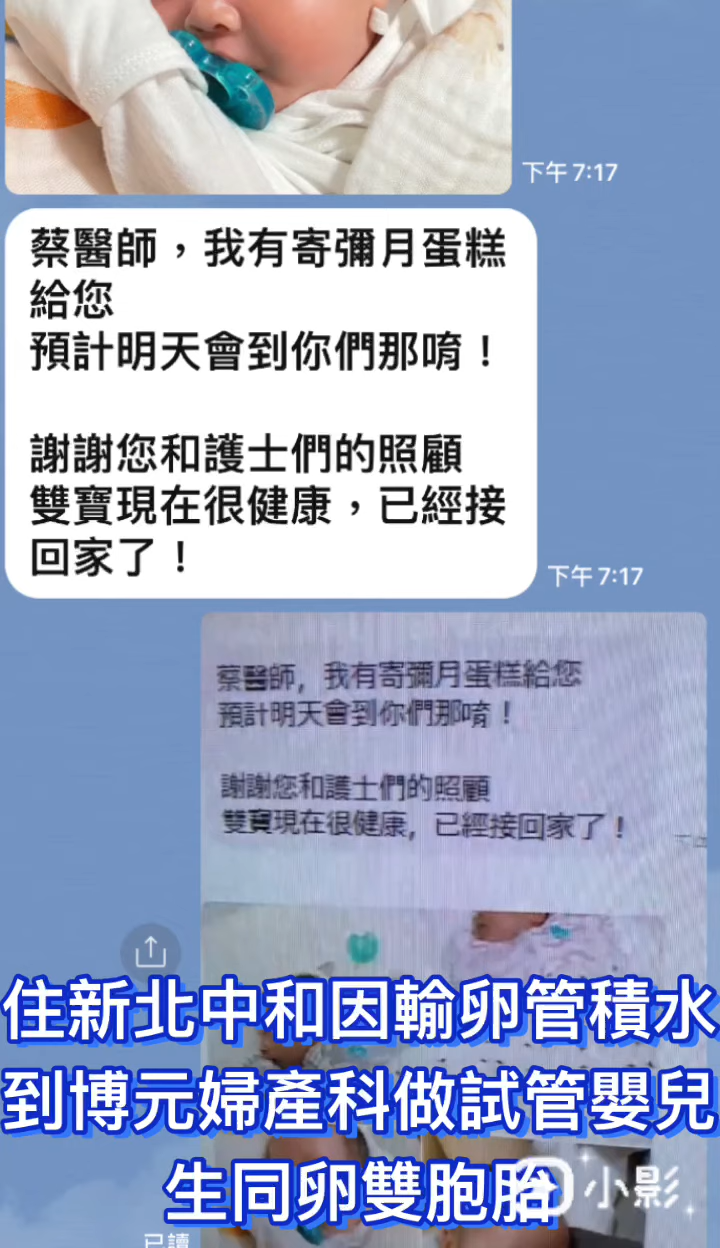 下午 7:17
蔡醫師，我有寄彌月蛋糕
給您
預計明天會到你們那唷！
謝謝您和護士們的照顧
雙寶現在很健康，已經接
回家了！
下午 7:17
蔡醫師，我有寄彌月蛋糕給您
預計明天會到你們那唷！
謝謝您和護士們的照顧
雙寶現在很健康，已經接回家了！
住新北中和因輸卵管積水
到博元婦產科做試管嬰兒
生同卵雙胞胎
小影
已讀